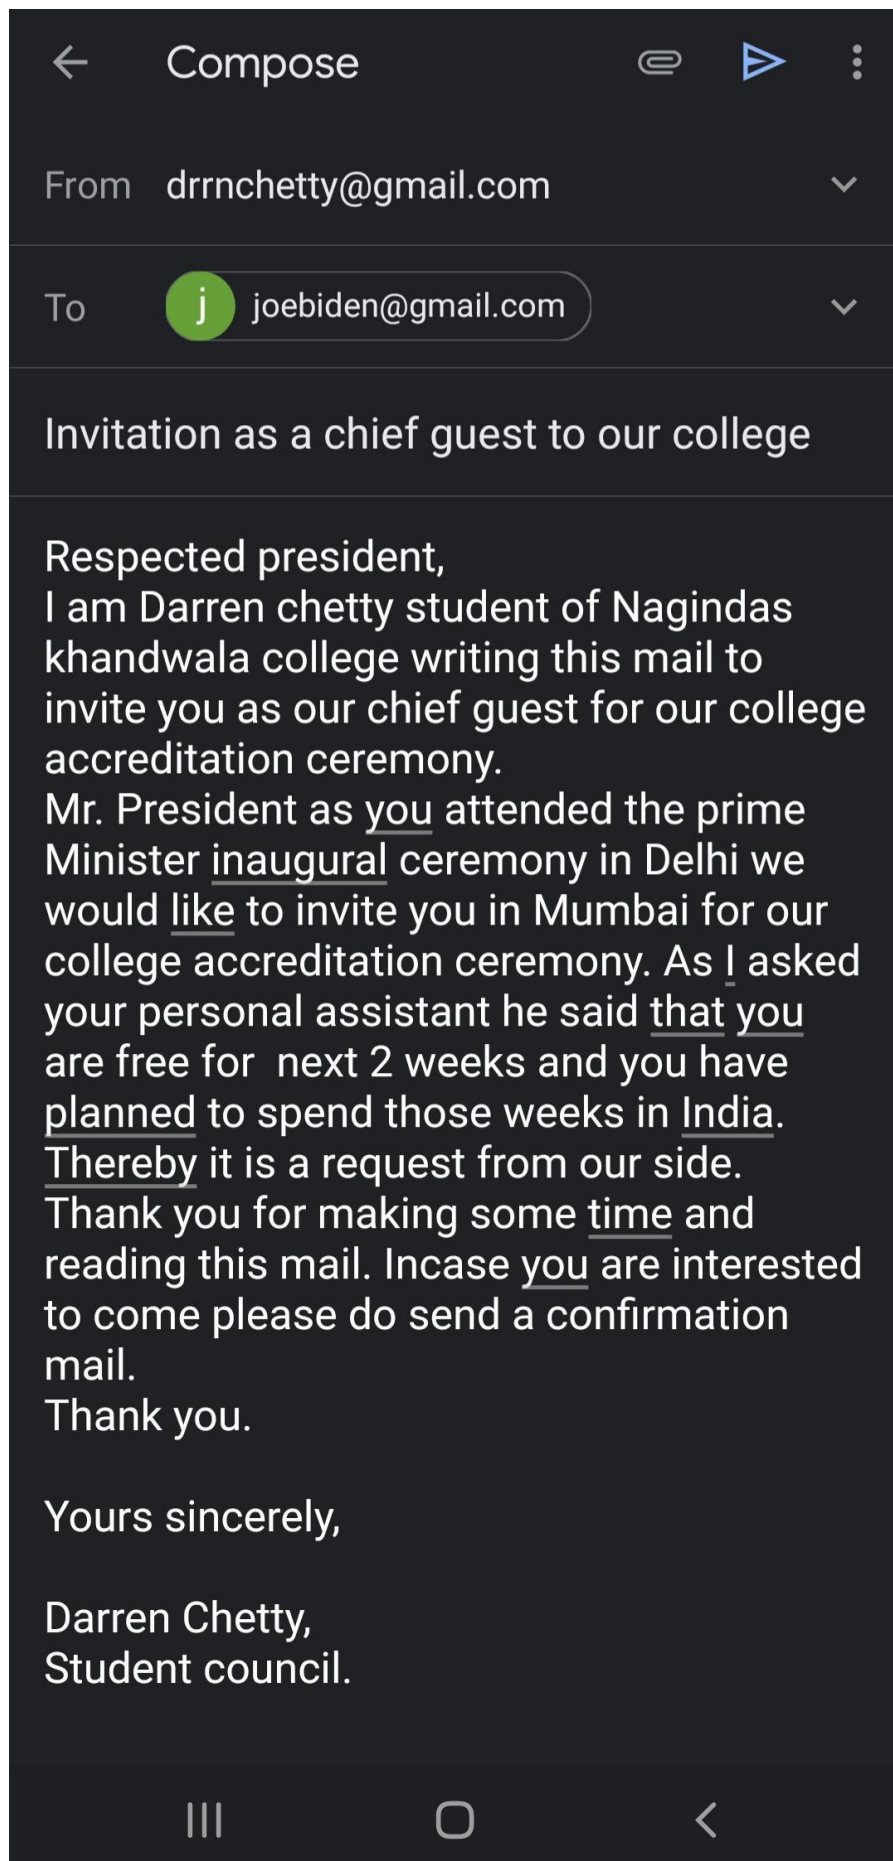 Compose
From drrnchetty@gmail.com
To j joebiden@gmail.com
Invitation as a chief guest to our college
Respected president,
I am Darren chetty student of Nagindas
khandwala college writing this mail to
invite you as our chief guest for our college
accreditation ceremony.
Mr. President as you attended the prime
Minister inaugural ceremony in Delhi we
would like to invite you in Mumbai for our
college accreditation ceremony. As I asked
your personal assistant he said that you
are free for  next 2 weeks and you have
planned to spend those weeks in India.
Thereby it is a request from our side.
Thank you for making some time and
reading this mail. Incase you are interested
to come please do send a confirmation
mail.
Thank you.
Yours sincerely,
Darren Chetty,
Student council.